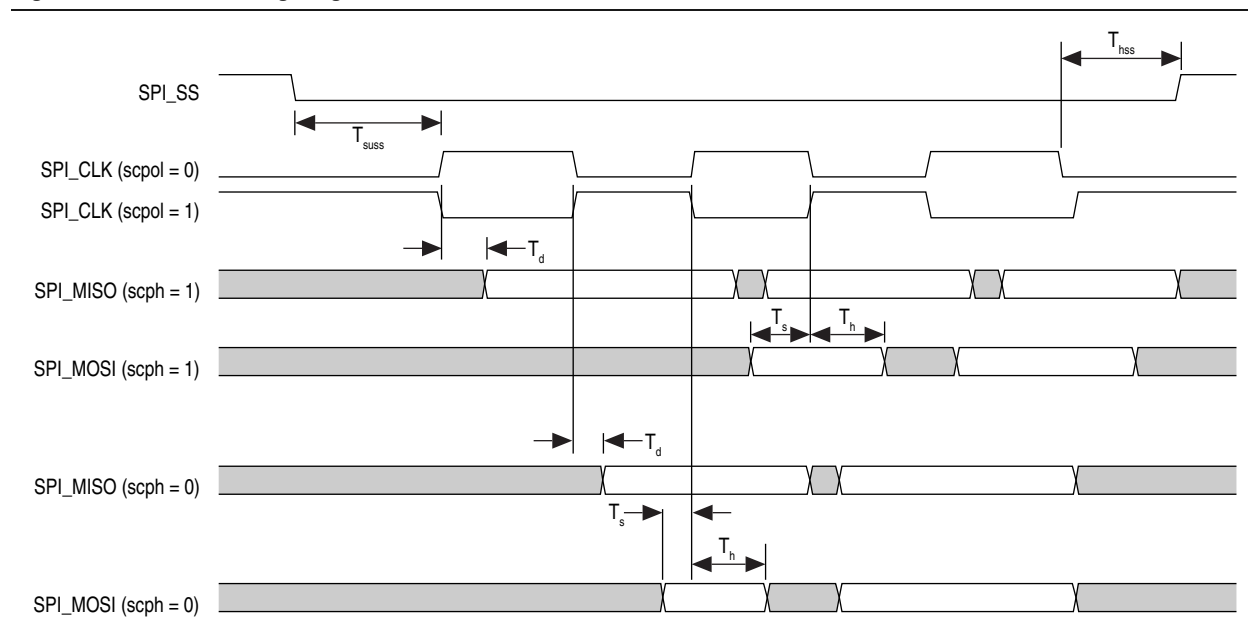 T_hss
SPI_SS
T_suss
SPI_CLK (scpol = 0)
SPI_CLK (scpol = 1)
T_d
SPI_MISO (scph = 1)
T_s T_h
SPI_MOSI (scph = 1)
T_d
SPI_MISO (scph = 0)
T_s
T_h
SPI_MOSI (scph = 0)